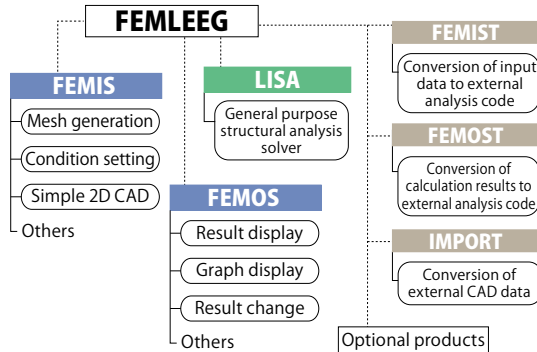 FEMLEEG
FEMIS
Mesh generation
Condition setting
Simple 2D CAD
Others
LISA
General purpose
structural analysis
solver
FEMOS
Result display
Graph display
Result change
Others
FEMIST
Conversion of input
data to external
analysis code
FEMOST
Conversion of
calculation results to
external analysis code
IMPORT
Conversion of
external CAD data
Optional products